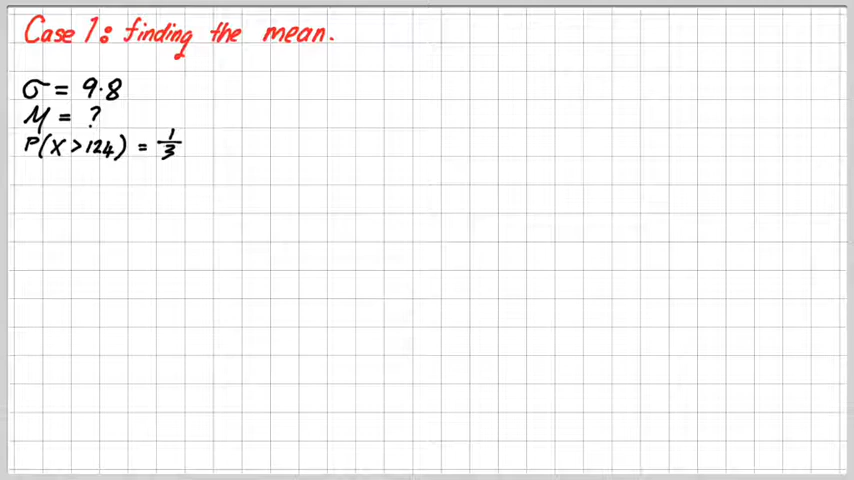 Case 1: finding the mean.
σ = 9.8
μ = ?
P(X > 124) = 1/3